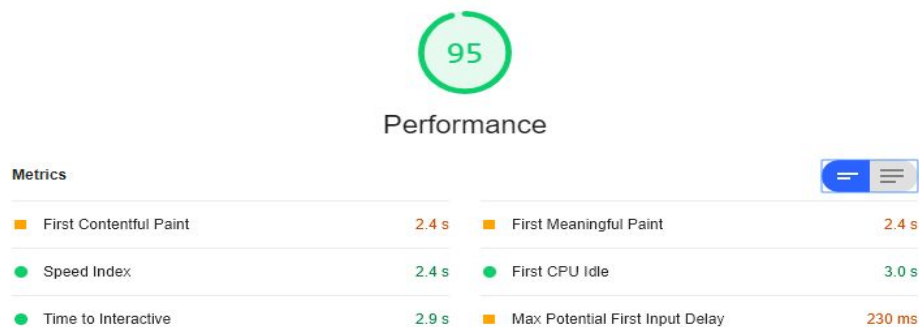 95
Performance
Metrics
First Contentful Paint 2.4 s First Meaningful Paint 2.4 s
Speed Index 2.4 s First CPU Idle 3.0 s
Time to Interactive 2.9 s Max Potential First Input Delay 230 ms